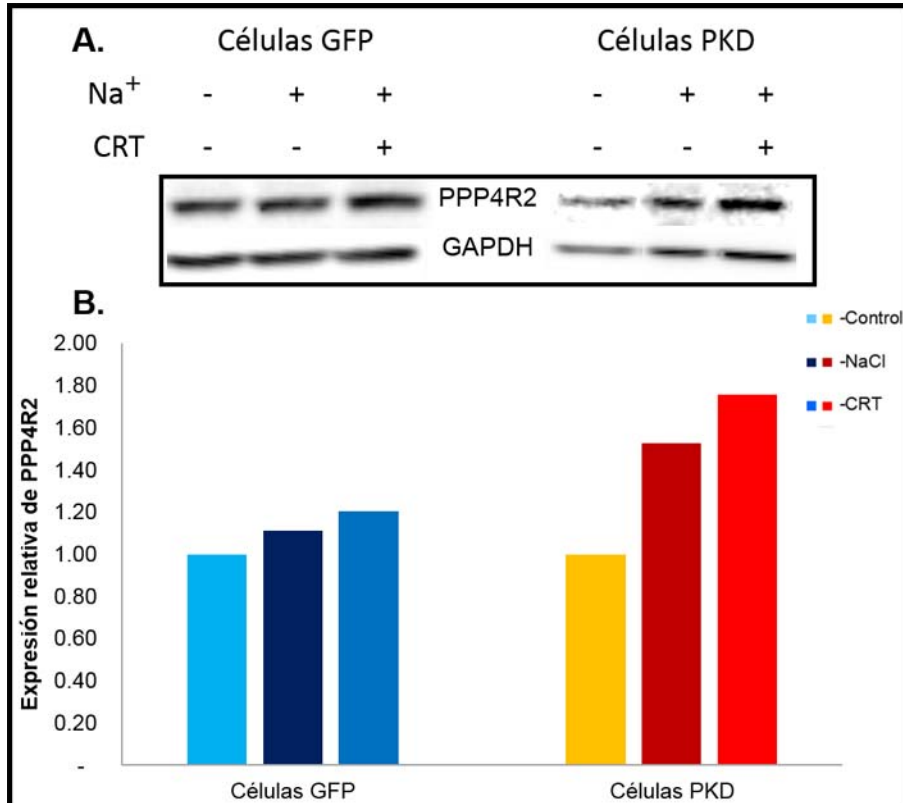 A. Células GFP Células PKD
Na+ - + + - + +
CRT - - + - - +
PPP4R2
GAPDH
B.
-Control
-NaCl
-CRT
Expresión relativa de PPP4R2
2.00
1.80
1.60
1.40
1.20
1.00
0.80
0.60
0.40
0.20
-
Células GFP Células PKD